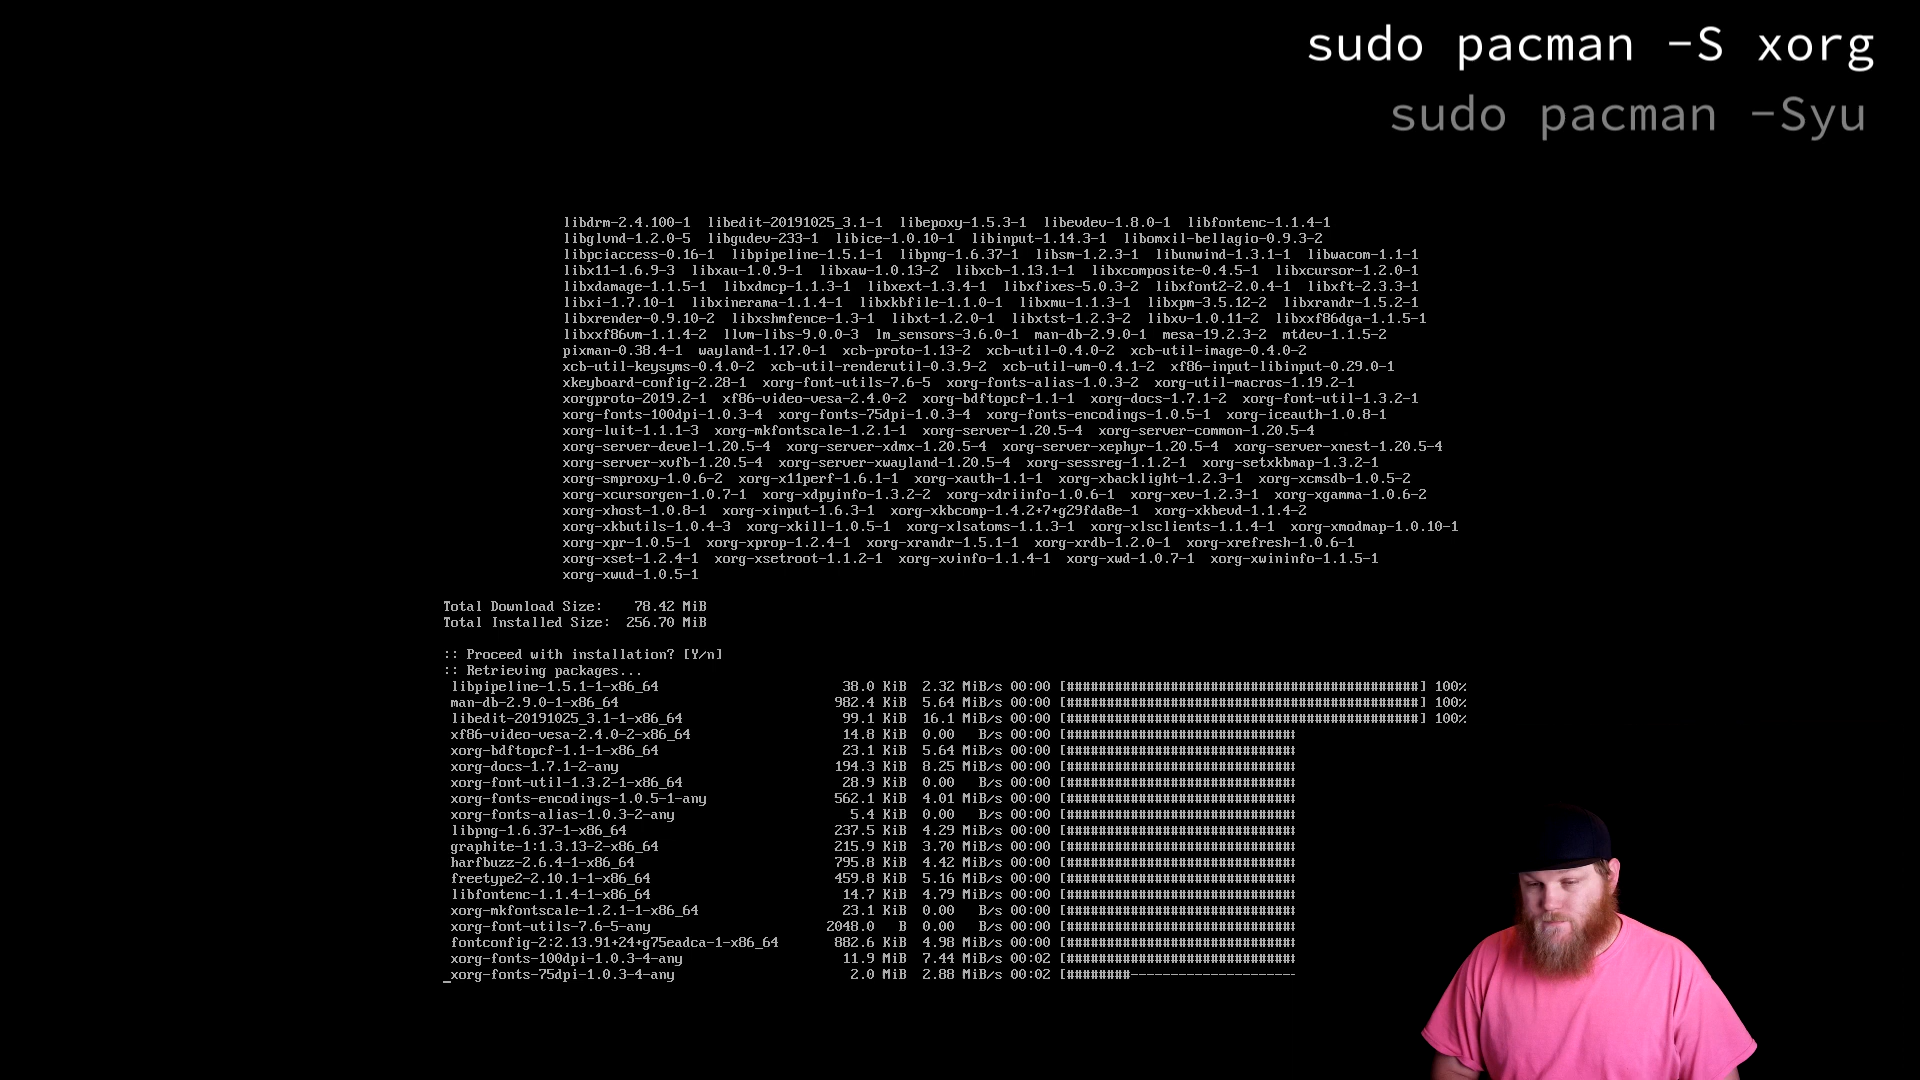 sudo pacman -S xorg
sudo pacman -Syu
libdrm-2.4.100-1  libedit-20191025_3.1-1  libepoxy-1.5.3-1  libevdev-1.8.0-1  libfontenc-1.1.4-1
libglvnd-1.2.0-5  libgudev-233-1  libice-1.0.10-1  libinput-1.14.3-1  libomxil-bellagio-0.9.3-2
libpciaccess-0.16-1  libpipeline-1.5.1-1  libpng-1.6.37-1  libsm-1.2.3-1  libunwind-1.3.1-1  libwacom-1.1-1
libx11-1.6.9-3  libxau-1.0.9-1  libxaw-1.0.13-2  libxcb-1.13.1-1  libxcomposite-0.4.5-1  libxcursor-1.2.0-1
libxdamage-1.1.5-1  libxdmcp-1.1.3-1  libxext-1.3.4-1  libxfixes-5.0.3-2  libxfont2-2.0.4-1  libxft-2.3.3-1
libxi-1.7.10-1  libxinerama-1.1.4-1  libxkbfile-1.1.0-1  libxmu-1.1.3-1  libxpm-3.5.12-2  libxrandr-1.5.2-1
libxrender-0.9.10-2  libxshmfence-1.3-1  libxt-1.2.0-1  libxtst-1.2.3-2  libxv-1.0.11-2  libxxf86dga-1.1.5-1
libxxf86vm-1.1.4-2  llvm-libs-9.0.0-3  lm_sensors-3.6.0-1  man-db-2.9.0-1  mesa-19.2.3-2  mtdev-1.1.5-2
pixman-0.38.4-1  wayland-1.17.0-1  xcb-proto-1.13-2  xcb-util-0.4.0-2  xcb-util-image-0.4.0-2
xcb-util-keysyms-0.4.0-2  xcb-util-renderutil-0.3.9-2  xcb-util-wm-0.4.1-2  xf86-input-libinput-0.29.0-1
xkeyboard-config-2.28-1  xorg-font-utils-7.6-5  xorg-fonts-alias-1.0.3-2  xorg-util-macros-1.19.2-1
xorgproto-2019.2-1  xf86-video-vesa-2.4.0-2  xorg-bdftopcf-1.1-1  xorg-docs-1.7.1-2  xorg-font-util-1.3.2-1
xorg-fonts-100dpi-1.0.3-4  xorg-fonts-75dpi-1.0.3-4  xorg-fonts-encodings-1.0.5-1  xorg-iceauth-1.0.8-1
xorg-luit-1.1.1-3  xorg-mkfontscale-1.2.1-1  xorg-server-1.20.5-4  xorg-server-common-1.20.5-4
xorg-server-devel-1.20.5-4  xorg-server-xdmx-1.20.5-4  xorg-server-xephyr-1.20.5-4  xorg-server-xnest-1.20.5-4
xorg-server-xvfb-1.20.5-4  xorg-server-xwayland-1.20.5-4  xorg-sessreg-1.1.2-1  xorg-setxkbmap-1.3.2-1
xorg-smproxy-1.0.6-2  xorg-x11perf-1.6.1-1  xorg-xauth-1.1-1  xorg-xbacklight-1.2.3-1  xorg-xcmsdb-1.0.5-2
xorg-xcursorgen-1.0.7-1  xorg-xdpyinfo-1.3.2-2  xorg-xdriinfo-1.0.6-1  xorg-xev-1.2.3-1  xorg-xgamma-1.0.6-2
xorg-xhost-1.0.8-1  xorg-xinput-1.6.3-1  xorg-xkbcomp-1.4.2+7+g29fda8e-1  xorg-xkbevd-1.1.4-2
xorg-xkbutils-1.0.4-3  xorg-xkill-1.0.5-1  xorg-xlsatoms-1.1.3-1  xorg-xlsclients-1.1.4-1  xorg-xmodmap-1.0.10-1
xorg-xpr-1.0.5-1  xorg-xprop-1.2.4-1  xorg-xrandr-1.5.1-1  xorg-xrdb-1.2.0-1  xorg-xrefresh-1.0.6-1
xorg-xset-1.2.4-1  xorg-xsetroot-1.1.2-1  xorg-xvinfo-1.1.4-1  xorg-xwd-1.0.7-1  xorg-xwininfo-1.1.5-1
xorg-xwud-1.0.5-1
Total Download Size:    78.42 MiB
Total Installed Size:  256.70 MiB
:: Proceed with installation? [Y/n]
:: Retrieving packages...
libpipeline-1.5.1-1-x86_64 38.0 KiB 2.32 MiB/s 00:00 [############################################] 100%
man-db-2.9.0-1-x86_64 982.4 KiB 5.64 MiB/s 00:00 [############################################] 100%
libedit-20191025_3.1-1-x86_64 99.1 KiB 16.1 MiB/s 00:00 [############################################] 100%
xf86-video-vesa-2.4.0-2-x86_64 14.8 KiB 0.00 B/s 00:00 [#############################
xorg-bdftopcf-1.1-1-x86_64 23.1 KiB 5.64 MiB/s 00:00 [#############################
xorg-docs-1.7.1-2-any 194.3 KiB 8.25 MiB/s 00:00 [#############################
xorg-font-util-1.3.2-1-x86_64 28.9 KiB 0.00 B/s 00:00 [#############################
xorg-fonts-encodings-1.0.5-1-any 562.1 KiB 4.01 MiB/s 00:00 [#############################
xorg-fonts-alias-1.0.3-2-any 5.4 KiB 0.00 B/s 00:00 [#############################
libpng-1.6.37-1-x86_64 237.5 KiB 4.29 MiB/s 00:00 [#############################
graphite-1:1.3.13-2-x86_64 215.9 KiB 3.70 MiB/s 00:00 [#############################
harfbuzz-2.6.4-1-x86_64 795.8 KiB 4.42 MiB/s 00:00 [#############################
freetype2-2.10.1-1-x86_64 459.8 KiB 5.16 MiB/s 00:00 [#############################
libfontenc-1.1.4-1-x86_64 14.7 KiB 4.79 MiB/s 00:00 [#############################
xorg-mkfontscale-1.2.1-1-x86_64 23.1 KiB 0.00 B/s 00:00 [#############################
xorg-font-utils-7.6-5-any 2048.0 B 0.00 B/s 00:00 [#############################
fontconfig-2:2.13.91+24+g75eadca-1-x86_64 882.6 KiB 4.98 MiB/s 00:00 [#############################
xorg-fonts-100dpi-1.0.3-4-any 11.9 MiB 7.44 MiB/s 00:02 [#############################
_xorg-fonts-75dpi-1.0.3-4-any 2.0 MiB 2.88 MiB/s 00:02 [########---------------------